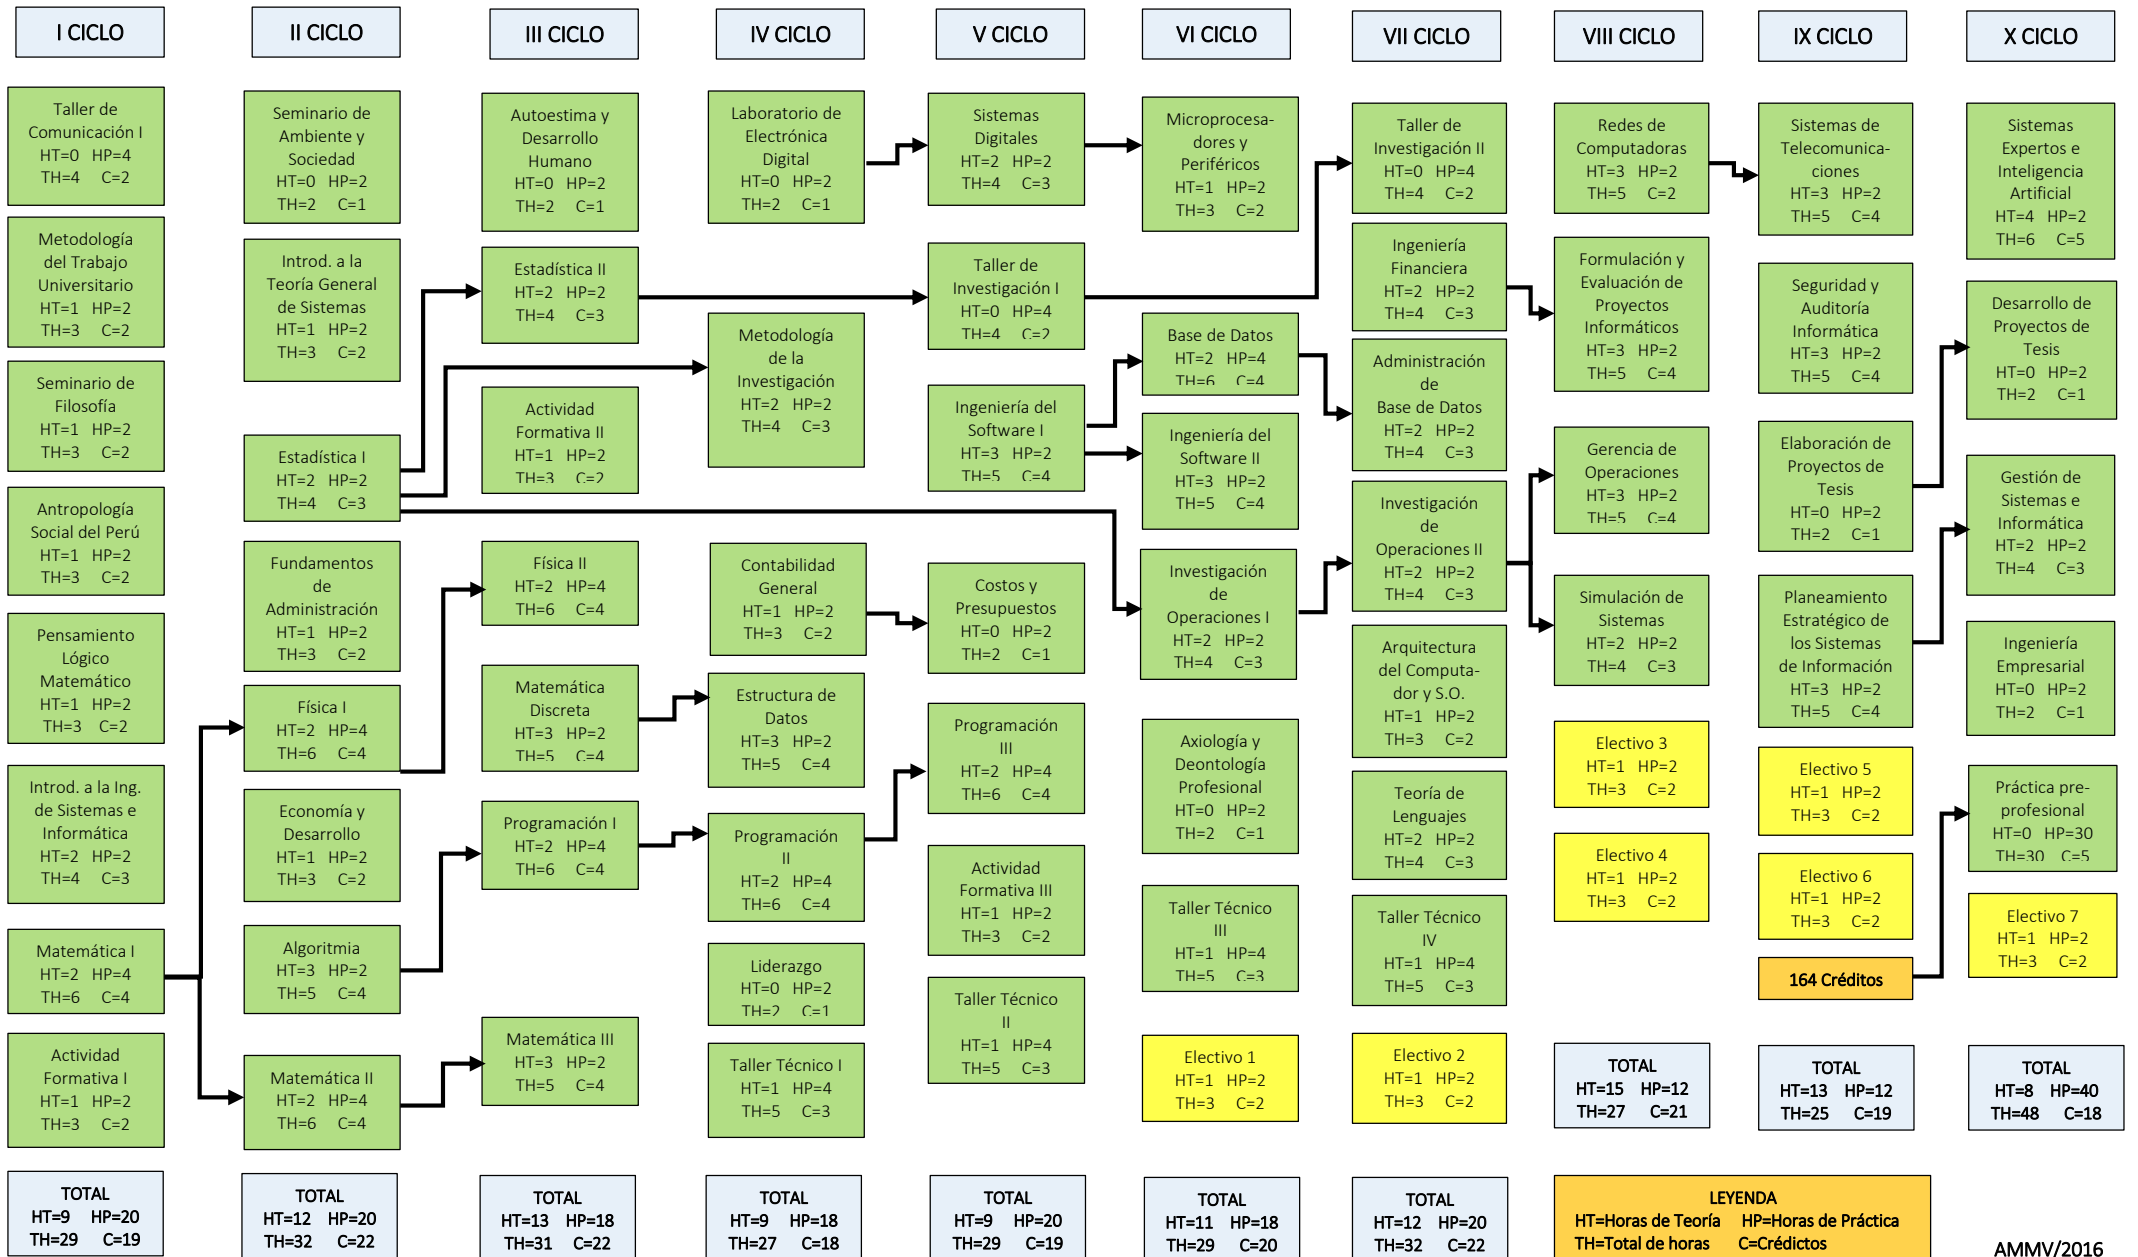 I CICLO
II CICLO
III CICLO
IV CICLO
V CICLO
VI CICLO
VII CICLO
VIII CICLO
IX CICLO
X CICLO
Taller de
Comunicación I
HT=0 HP=4
TH=4 C=2
Metodología
del Trabajo
Universitario
HT=1 HP=2
TH=3 C=2
Seminario de
Filosofía
HT=1 HP=2
TH=3 C=2
Antropología
Social del Perú
HT=1 HP=2
TH=3 C=2
Pensamiento
Lógico
Matemático
HT=1 HP=2
TH=3 C=2
Introd. a la Ing.
de Sistemas e
Informática
HT=2 HP=2
TH=4 C=3
Matemática I
HT=2 HP=4
TH=6 C=4
Actividad
Formativa I
HT=1 HP=2
TH=3 C=2
TOTAL
HT=9 HP=20
TH=29 C=19
Seminario de
Ambiente y
Sociedad
HT=0 HP=2
TH=2 C=1
Introd. a la
Teoría General
de Sistemas
HT=1 HP=2
TH=3 C=2
Estadística I
HT=2 HP=2
TH=4 C=3
Fundamentos
de
Administración
HT=1 HP=2
TH=3 C=2
Física I
HT=2 HP=4
TH=6 C=4
Economía y
Desarrollo
HT=1 HP=2
TH=3 C=2
Algoritmia
HT=3 HP=2
TH=5 C=4
Matemática II
HT=2 HP=4
TH=6 C=4
TOTAL
HT=12 HP=20
TH=32 C=22
Autoestima y
Desarrollo
Humano
HT=0 HP=2
TH=2 C=1
Estadística II
HT=2 HP=2
TH=4 C=3
Actividad
Formativa II
HT=1 HP=2
TH=3 C=2
Física II
HT=2 HP=4
TH=6 C=4
Matemática
Discreta
HT=3 HP=2
TH=5 C=4
Programación I
HT=2 HP=4
TH=6 C=4
Matemática III
HT=3 HP=2
TH=5 C=4
TOTAL
HT=13 HP=18
TH=31 C=22
Laboratorio de
Electrónica
Digital
HT=0 HP=2
TH=2 C=1
Metodología
de la
Investigación
HT=2 HP=2
TH=4 C=3
Contabilidad
General
HT=1 HP=2
TH=3 C=2
Estructura de
Datos
HT=3 HP=2
TH=5 C=4
Programación
II
HT=2 HP=4
TH=6 C=4
Liderazgo
HT=0 HP=2
TH=2 C=1
Taller Técnico I
HT=1 HP=4
TH=5 C=3
TOTAL
HT=9 HP=18
TH=27 C=18
Sistemas
Digitales
HT=2 HP=2
TH=4 C=3
Taller de
Investigación I
HT=0 HP=4
TH=4 C=2
Ingeniería del
Software I
HT=3 HP=2
TH=5 C=4
Costos y
Presupuestos
HT=0 HP=2
TH=2 C=1
Programación
III
HT=2 HP=4
TH=6 C=4
Actividad
Formativa III
HT=1 HP=2
TH=3 C=2
Taller Técnico
II
HT=1 HP=4
TH=5 C=3
TOTAL
HT=9 HP=20
TH=29 C=19
Microprocesa-
dores y
Periféricos
HT=1 HP=2
TH=3 C=2
Base de Datos
HT=2 HP=4
TH=6 C=4
Ingeniería del
Software II
HT=3 HP=2
TH=5 C=4
Investigación
de
Operaciones I
HT=2 HP=2
TH=4 C=3
Axiología y
Deontología
Profesional
HT=0 HP=2
TH=2 C=1
Taller Técnico
III
HT=1 HP=4
TH=5 C=3
Electivo 1
HT=1 HP=2
TH=3 C=2
TOTAL
HT=11 HP=18
TH=29 C=20
Taller de
Investigación II
HT=0 HP=4
TH=4 C=2
Ingeniería
Financiera
HT=2 HP=2
TH=4 C=3
Administración
de
Base de Datos
HT=2 HP=2
TH=4 C=3
Investigación
de
Operaciones II
HT=2 HP=2
TH=4 C=3
Arquitectura
del Computa-
dor y S.O.
HT=1 HP=2
TH=3 C=2
Teoría de
Lenguajes
HT=2 HP=2
TH=4 C=3
Taller Técnico
IV
HT=1 HP=4
TH=5 C=3
Electivo 2
HT=1 HP=2
TH=3 C=2
TOTAL
HT=12 HP=20
TH=32 C=22
Redes de
Computadoras
HT=3 HP=2
TH=5 C=2
Formulación y
Evaluación de
Proyectos
Informáticos
HT=3 HP=2
TH=5 C=4
Gerencia de
Operaciones
HT=3 HP=2
TH=5 C=4
Simulación de
Sistemas
HT=2 HP=2
TH=4 C=3
Electivo 3
HT=1 HP=2
TH=3 C=2
Electivo 4
HT=1 HP=2
TH=3 C=2
TOTAL
HT=15 HP=12
TH=27 C=21
Sistemas de
Telecomunica-
ciones
HT=3 HP=2
TH=5 C=4
Seguridad y
Auditoría
Informática
HT=3 HP=2
TH=5 C=4
Elaboración de
Proyectos de
Tesis
HT=0 HP=2
TH=2 C=1
Planeamiento
Estratégico de
los Sistemas
de Información
HT=3 HP=2
TH=5 C=4
Electivo 5
HT=1 HP=2
TH=3 C=2
Electivo 6
HT=1 HP=2
TH=3 C=2
164 Créditos
TOTAL
HT=13 HP=12
TH=25 C=19
Sistemas
Expertos e
Inteligencia
Artificial
HT=4 HP=2
TH=6 C=5
Desarrollo de
Proyectos de
Tesis
HT=0 HP=2
TH=2 C=1
Gestión de
Sistemas e
Informática
HT=2 HP=2
TH=4 C=3
Ingeniería
Empresarial
HT=0 HP=2
TH=2 C=1
Práctica pre-
profesional
HT=0 HP=30
TH=30 C=5
Electivo 7
HT=1 HP=2
TH=3 C=2
TOTAL
HT=8 HP=40
TH=48 C=18
LEYENDA
HT=Horas de Teoría HP=Horas de Práctica
TH=Total de horas C=Crédictos
AMMV/2016